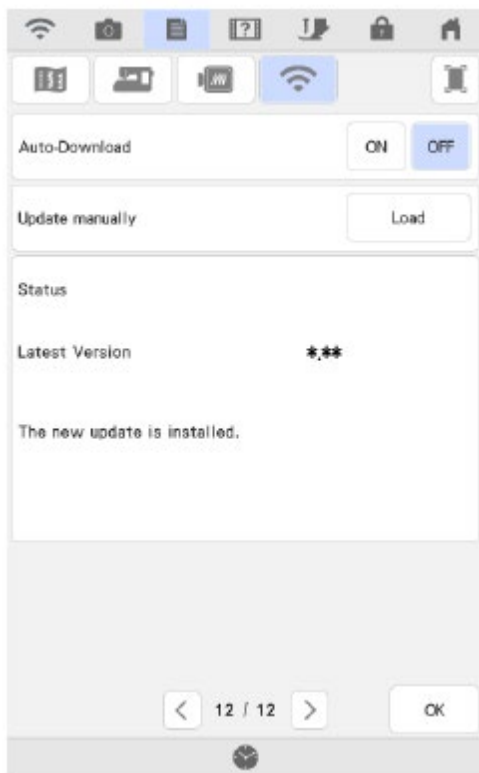 Auto-Download ON OFF
Update manually Load
Status
Latest Version *.**
The new update is installed.
12 / 12 OK